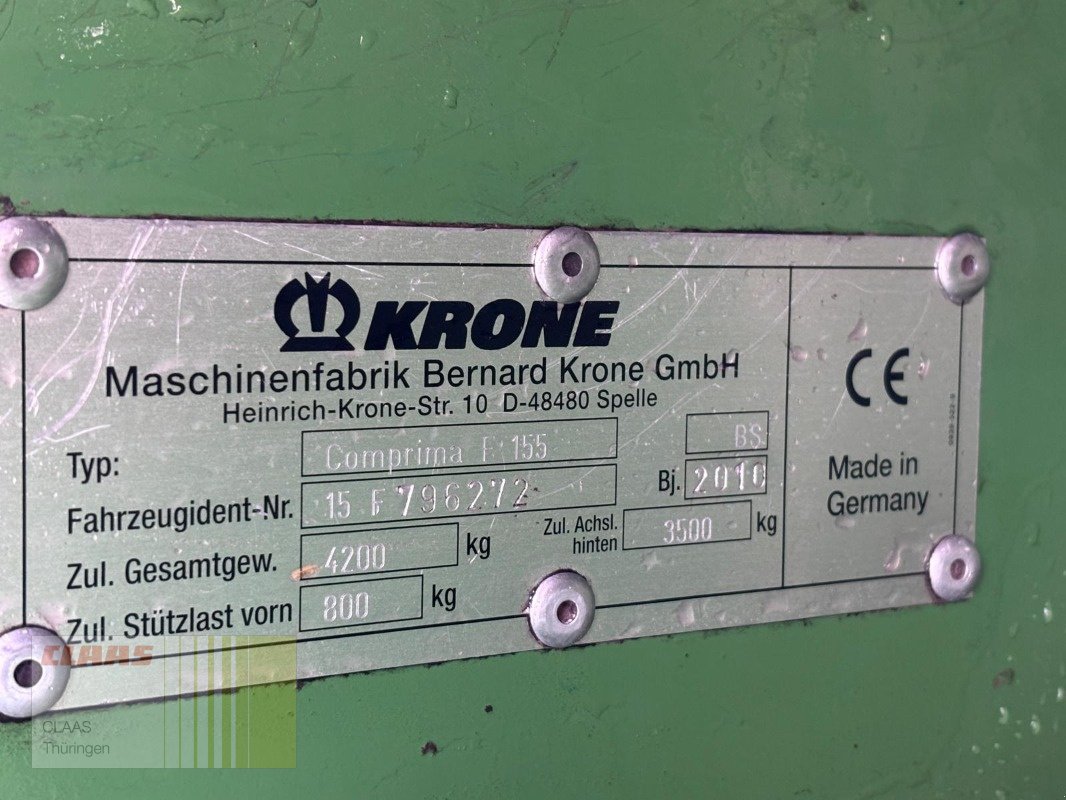 KRONE
Maschinenfabrik Bernard Krone GmbH
Heinrich-Krone-Str. 10 D-48480 Spelle
Typ: Comprima F 155 BS
Fahrzeugident-Nr. 15 F 796272 Bj. 2010
Zul. Gesamtgew. 4200 kg Zul. Achsl. hinten 3500 kg
Zul. Stützlast vorn 800 kg
CE
Made in
Germany
CLAAS
CLAAS
Thüringen